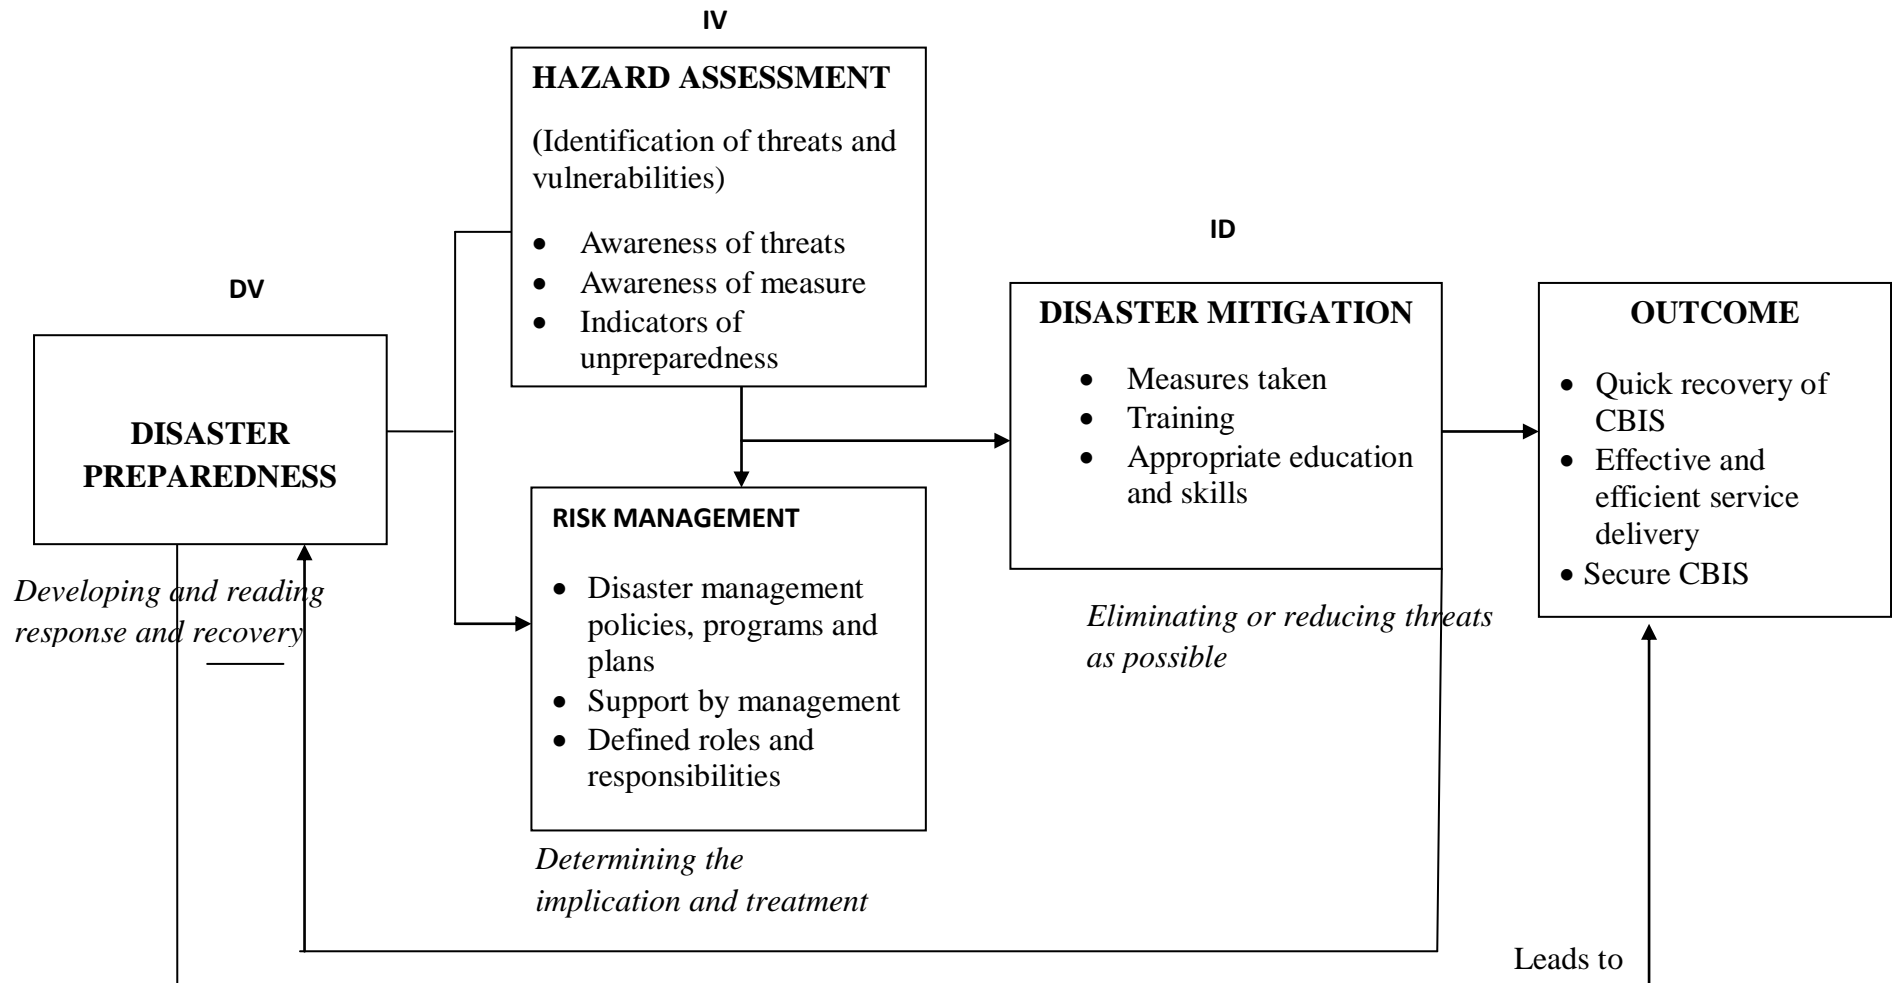 IV
HAZARD ASSESSMENT
(Identification of threats and
vulnerabilities)
• Awareness of threats
• Awareness of measure
• Indicators of
unpreparedness
DV
DISASTER
PREPAREDNESS
Developing and reading
response and recovery
RISK MANAGEMENT
• Disaster management
policies, programs and
plans
• Support by management
• Defined roles and
responsibilities
Determining the
implication and treatment
ID
DISASTER MITIGATION
• Measures taken
• Training
• Appropriate education
and skills
Eliminating or reducing threats
as possible
OUTCOME
• Quick recovery of
CBIS
• Effective and
efficient service
delivery
• Secure CBIS
Leads to